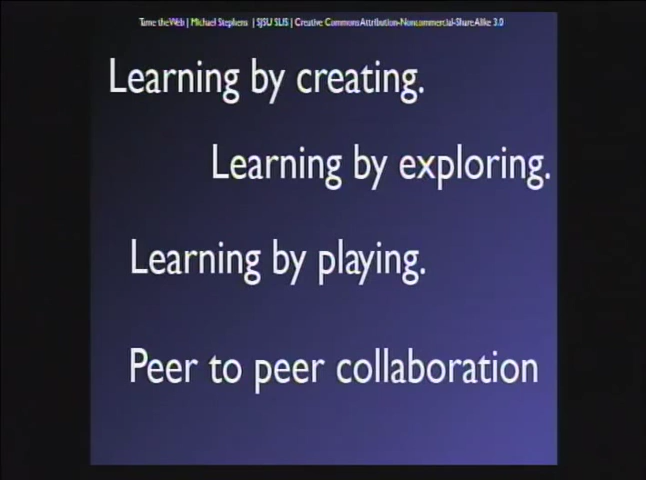 Tame the Web | Michael Stephens | SJSU SLIS | Creative Commons Attribution-Noncommercial-Share Alike 3.0
Learning by creating.
Learning by exploring.
Learning by playing.
Peer to peer collaboration